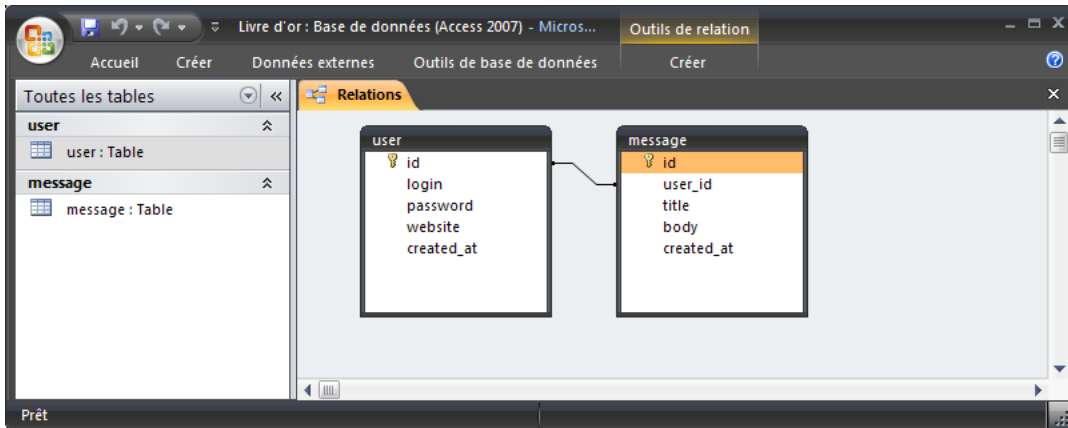 Livre d'or : Base de données (Access 2007) - Micros...
Outils de relation
Accueil
Créer
Données externes
Outils de base de données
Créer
Toutes les tables
user
user : Table
message
message : Table
Relations
user
id
login
password
website
created_at
message
id
user_id
title
body
created_at
Prêt